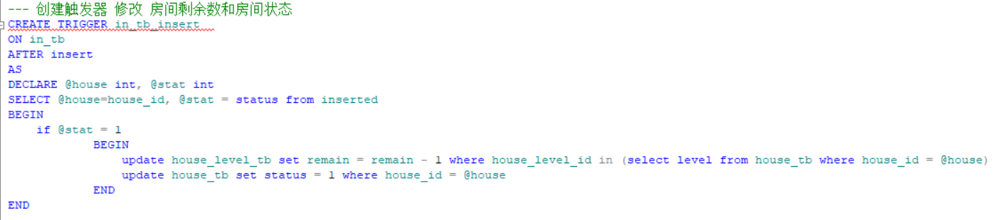 --- 创建触发器 修改 房间剩余数和房间状态
CREATE TRIGGER in_tb_insert
ON in_tb
AFTER insert
AS
DECLARE @house int, @stat int
SELECT @house=house_id, @stat = status from inserted
BEGIN
if @stat = 1
BEGIN
update house_level_tb set remain = remain - 1 where house_level_id in (select level from house_tb where house_id = @house)
update house_tb set status = 1 where house_id = @house
END
END